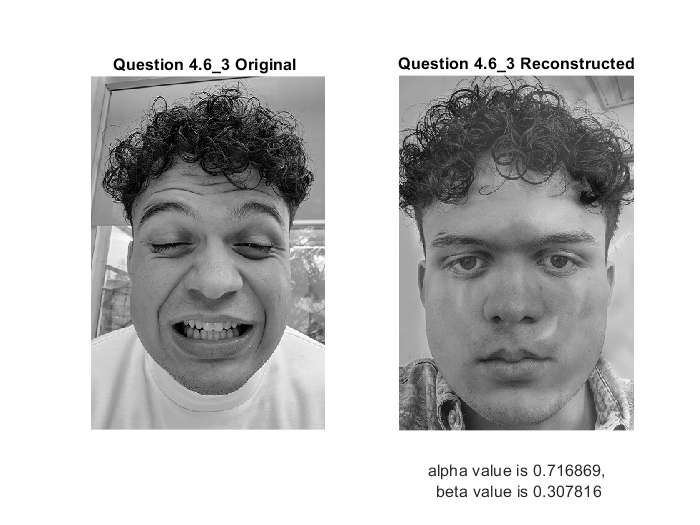 Question 4.6_3 Original
Question 4.6_3 Reconstructed
alpha value is 0.716869,
beta value is 0.307816